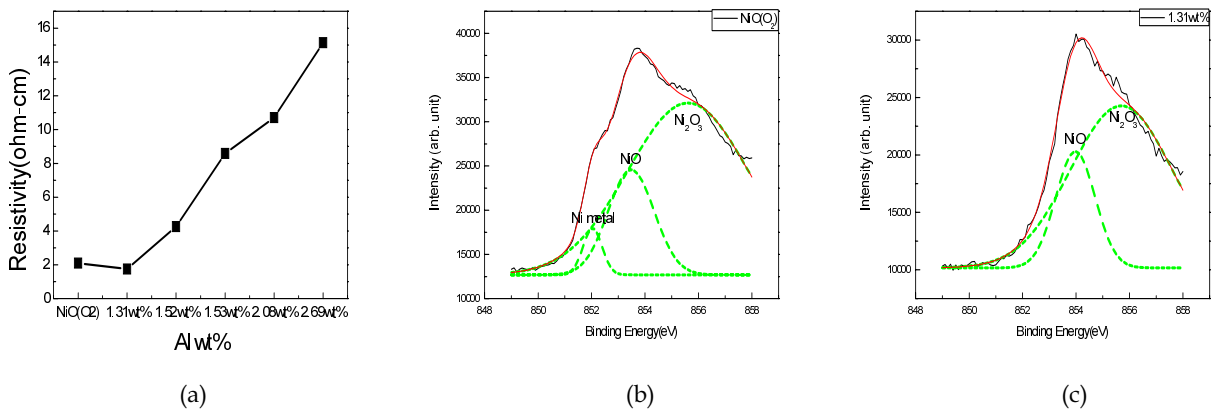 16
14
12
10
8
6
4
2
0
Resistivity(ohm-cm)
NiO(O2) 1.31wt% 1.52wt% 1.53wt% 2.08wt% 2.69wt%
Al wt%
(a)
NiO(O2)
40000
35000
30000
25000
20000
15000
10000
Intensity (arb. unit)
Ni2O3
NiO
Ni metal
848 850 852 854 856 858
Binding Energy(eV)
(b)
1.31wt%
30000
25000
20000
15000
10000
Intensity (arb. unit)
Ni2O3
NiO
848 850 852 854 856 858
Binding Energy(eV)
(c)